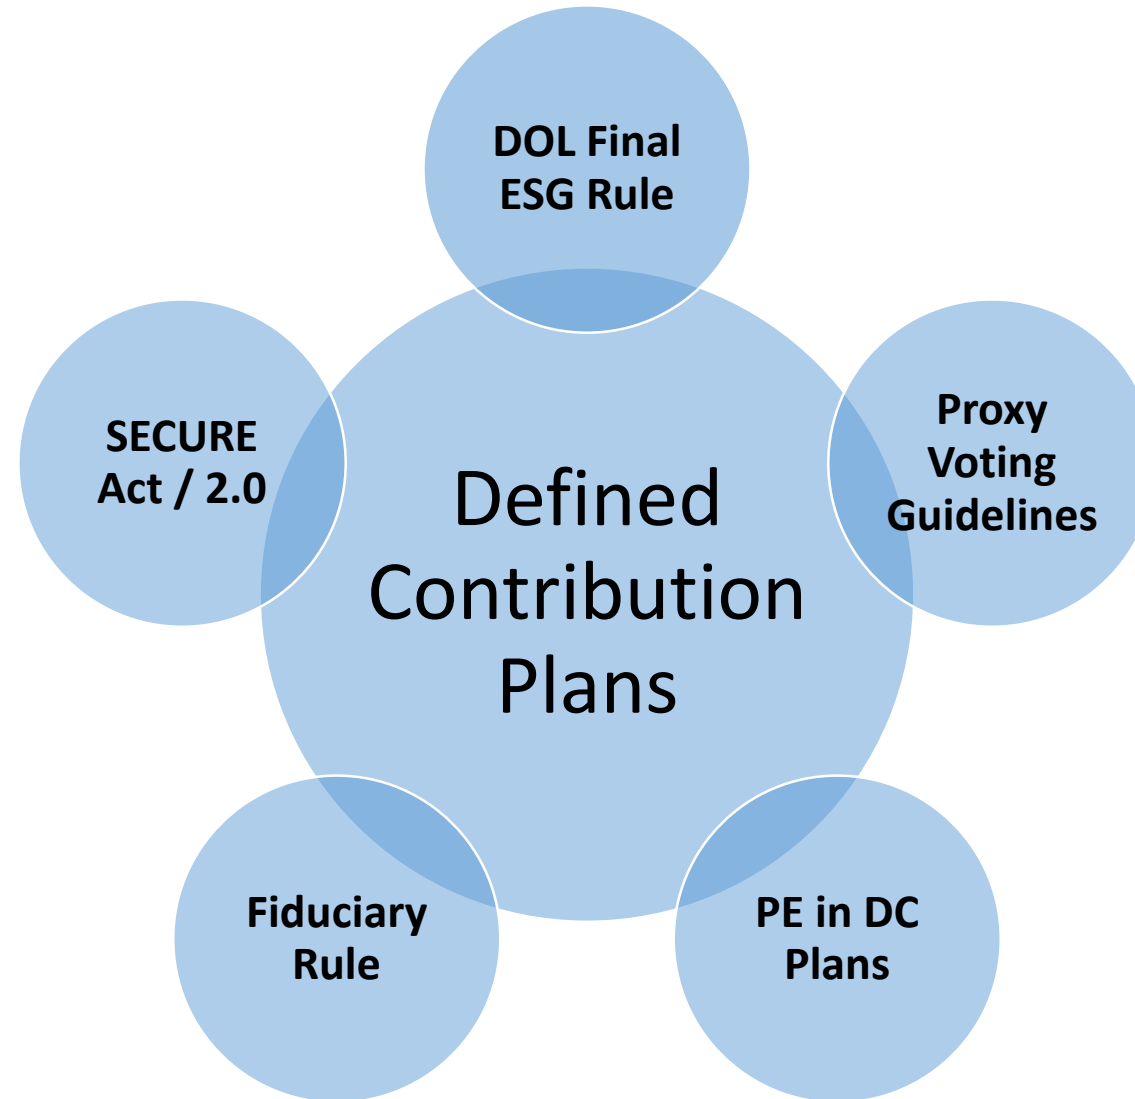 DOL Final
ESG Rule
SECURE
Act / 2.0
Proxy
Voting
Guidelines
Defined
Contribution
Plans
Fiduciary
Rule
PE in DC
Plans